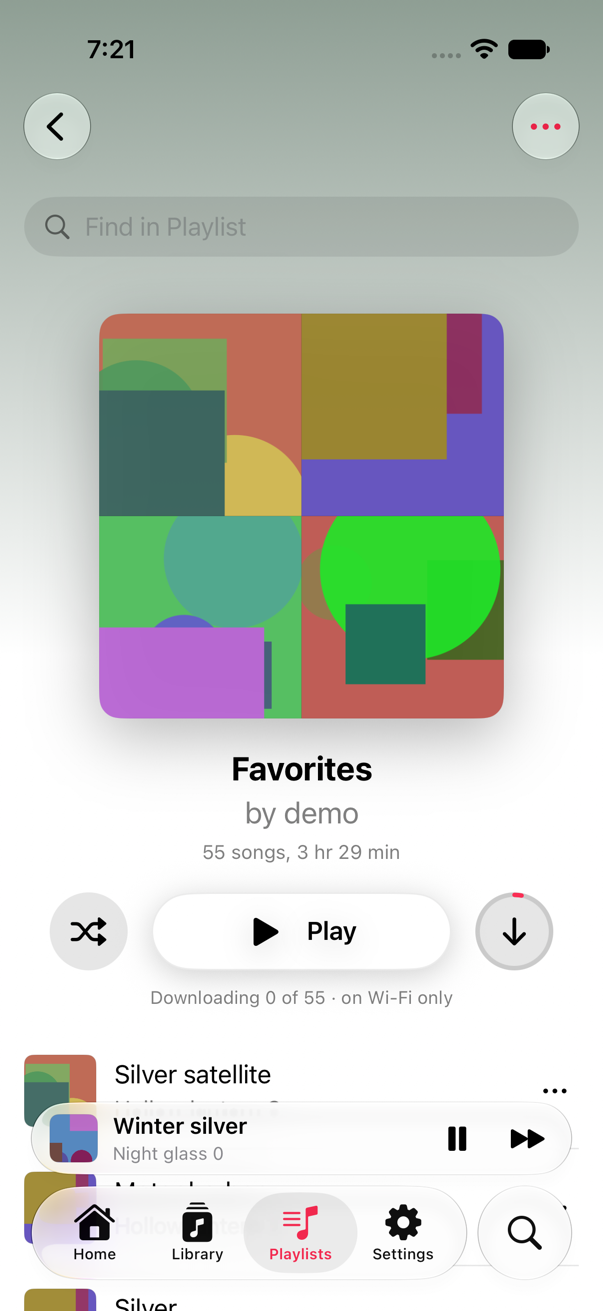 7:21
Find in Playlist
Favorites
by demo
55 songs, 3 hr 29 min
Play
Downloading 0 of 55 · on Wi-Fi only
Silver satellite
Winter silver
Night glass 0
Home
Library
Playlists
Settings
Silver